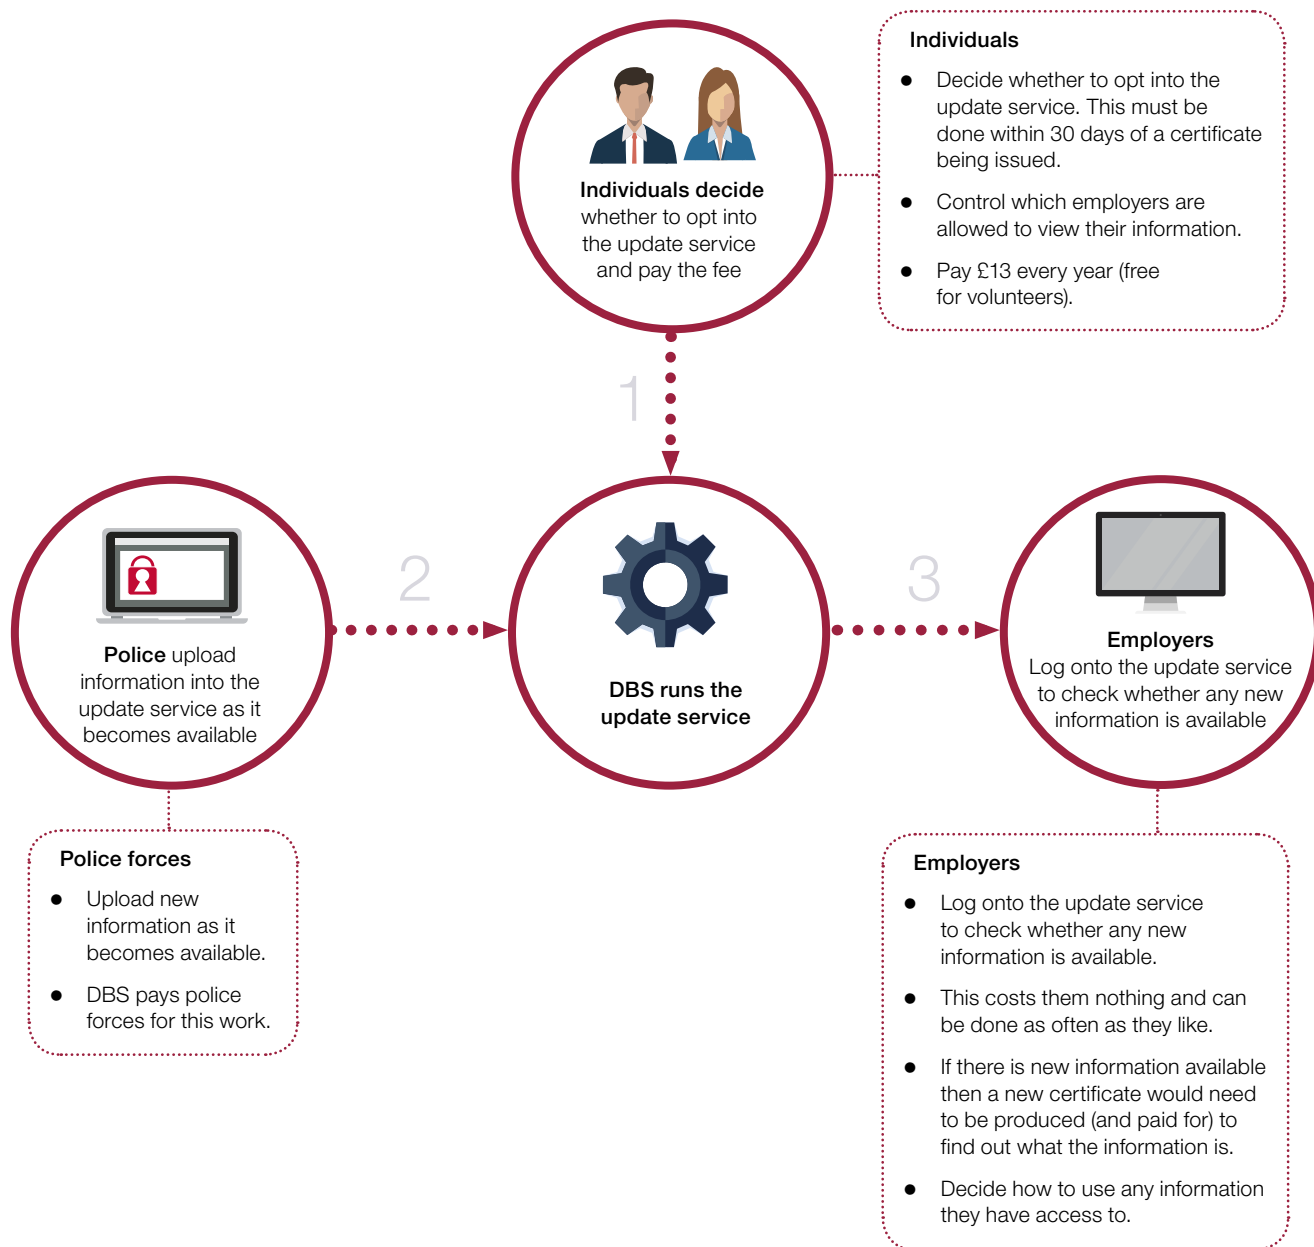 Individuals decide
whether to opt into
the update service
and pay the fee
Individuals
● Decide whether to opt into the
update service. This must be
done within 30 days of a certificate
being issued.
● Control which employers are
allowed to view their information.
● Pay £13 every year (free
for volunteers).
1
Police upload
information into the
update service as it
becomes available
2
DBS runs the
update service
3
Employers
Log onto the update service
to check whether any new
information is available
Police forces
● Upload new
information as it
becomes available.
● DBS pays police
forces for this work.
Employers
● Log onto the update service
to check whether any new
information is available.
● This costs them nothing and can
be done as often as they like.
● If there is new information available
then a new certificate would need
to be produced (and paid for) to
find out what the information is.
● Decide how to use any information
they have access to.